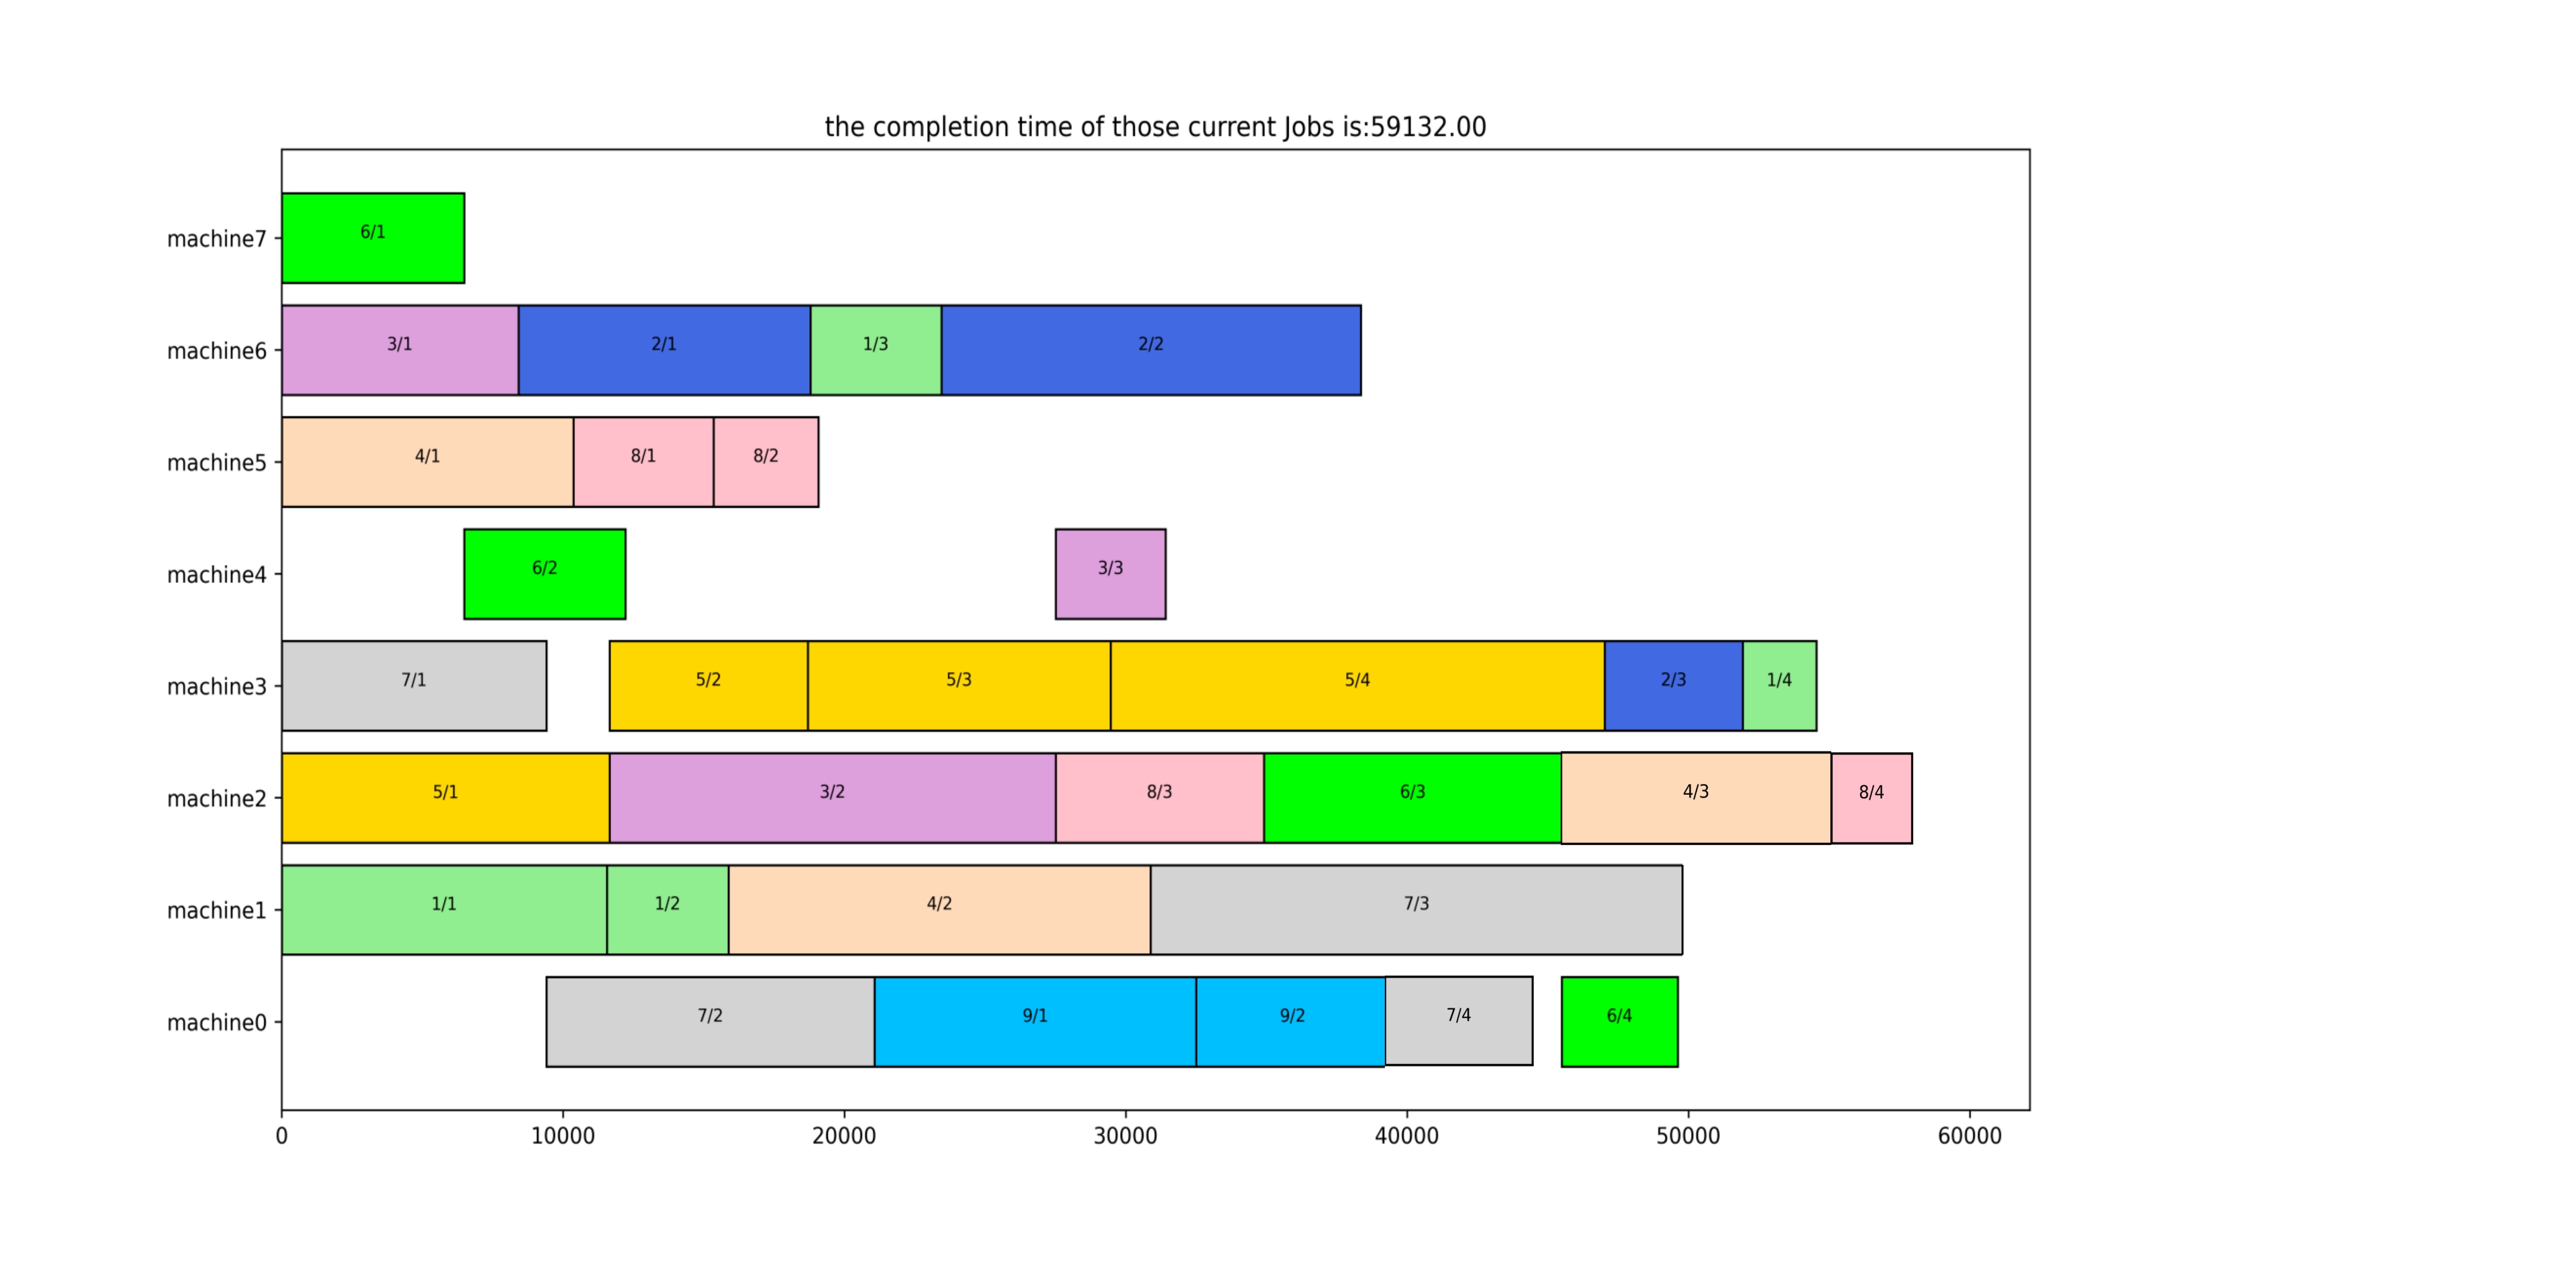 the completion time of those current Jobs is:59132.00
machine7 6/1
machine6 3/1 2/1 1/3 2/2
machine5 4/1 8/1 8/2
machine4 6/2 3/3
machine3 7/1 5/2 5/3 5/4 2/3 1/4
machine2 5/1 3/2 8/3 6/3 4/3 8/4
machine1 1/1 1/2 4/2 7/3
machine0 7/2 9/1 9/2 7/4 6/4
0 10000 20000 30000 40000 50000 60000